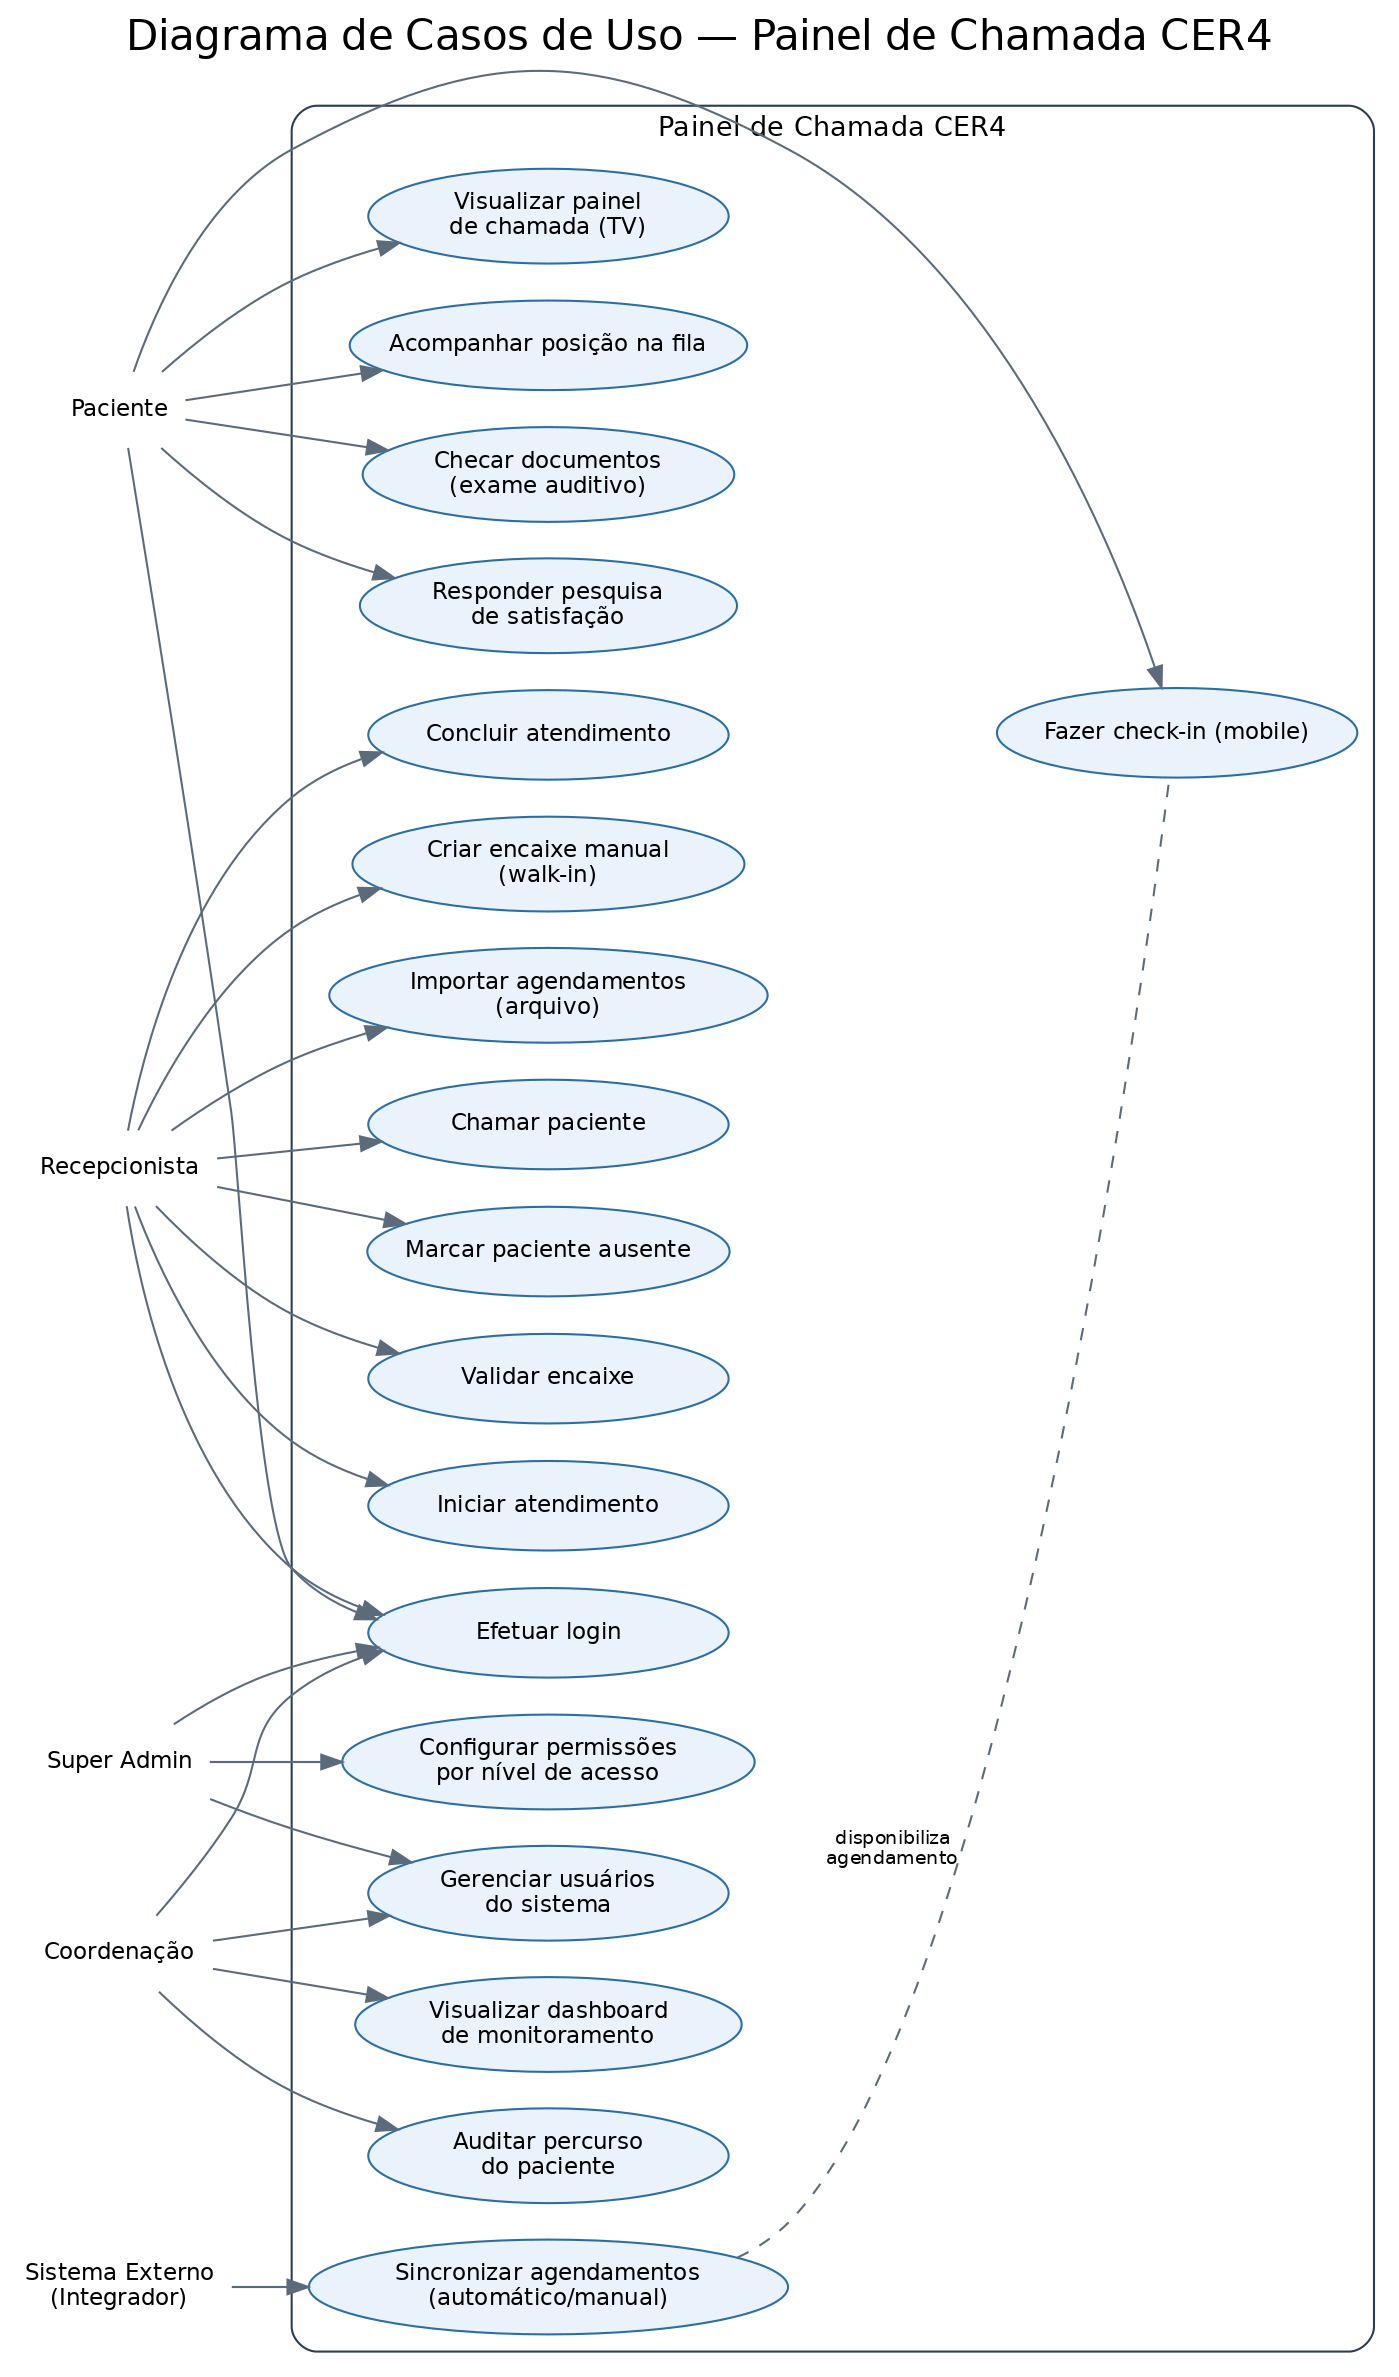 Diagrama de Casos de Uso — Painel de Chamada CER4
Painel de Chamada CER4
Visualizar painel
de chamada (TV)
Acompanhar posição na fila
Paciente
Checar documentos
(exame auditivo)
Responder pesquisa
de satisfação
Concluir atendimento
Fazer check-in (mobile)
Criar encaixe manual
(walk-in)
Importar agendamentos
(arquivo)
Chamar paciente
Recepcionista
Marcar paciente ausente
Validar encaixe
Iniciar atendimento
Efetuar login
Super Admin
Configurar permissões
por nível de acesso
disponibiliza
agendamento
Gerenciar usuários
do sistema
Coordenação
Visualizar dashboard
de monitoramento
Auditar percurso
do paciente
Sistema Externo
(Integrador)
Sincronizar agendamentos
(automático/manual)